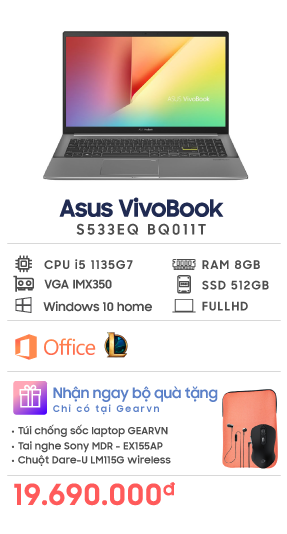 Asus VivoBook
Asus VivoBook
S533EQ BQ011T
CPU i5 1135G7
RAM 8GB
VGA IMX350
SSD 512GB
Windows 10 home
FULLHD
Office
L
Nhận ngay bộ quà tặng
Chỉ có tại Gearvn
• Túi chống sốc laptop GEARVN
• Tai nghe Sony MDR - EX155AP
• Chuột Dare-U LM115G wireless
19.690.000đ